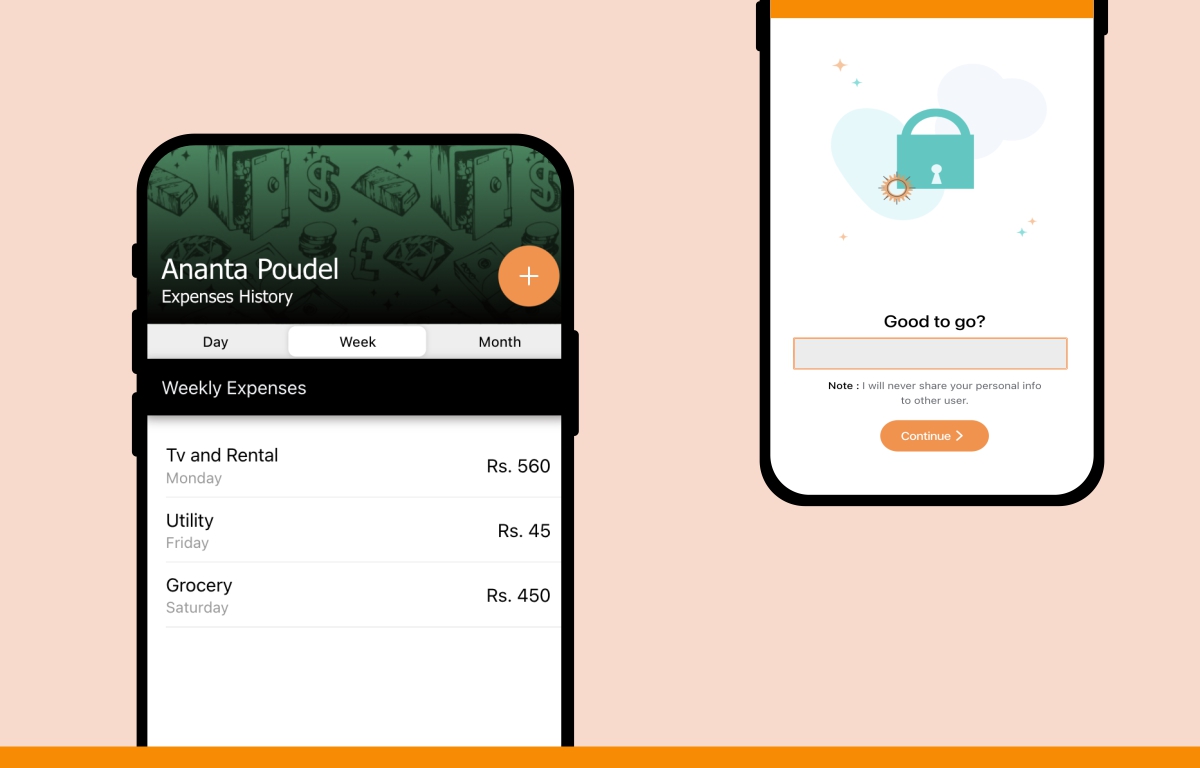 Ananta Poudel
Expenses History
Day Week Month
Weekly Expenses
Tv and Rental
Monday
Rs. 560
Utility
Friday
Rs. 45
Grocery
Saturday
Rs. 450
Good to go?
Note : I will never share your personal info
to other user.
Continue